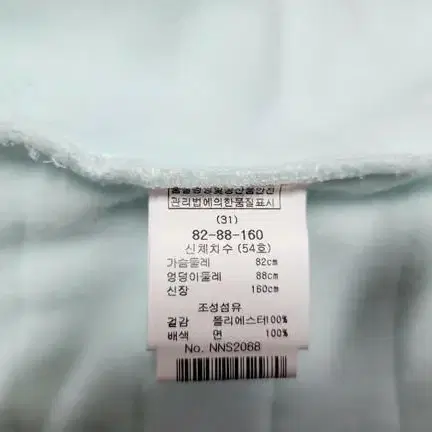 관리법에의한품질표시
(31)
82-88-160
신체치수 (54호)
가슴둘레 82cm
엉덩이둘레 88cm
신장 160cm
조성섬유
겉감 폴리에스터100%
배색 면 100%
No. NNS2068